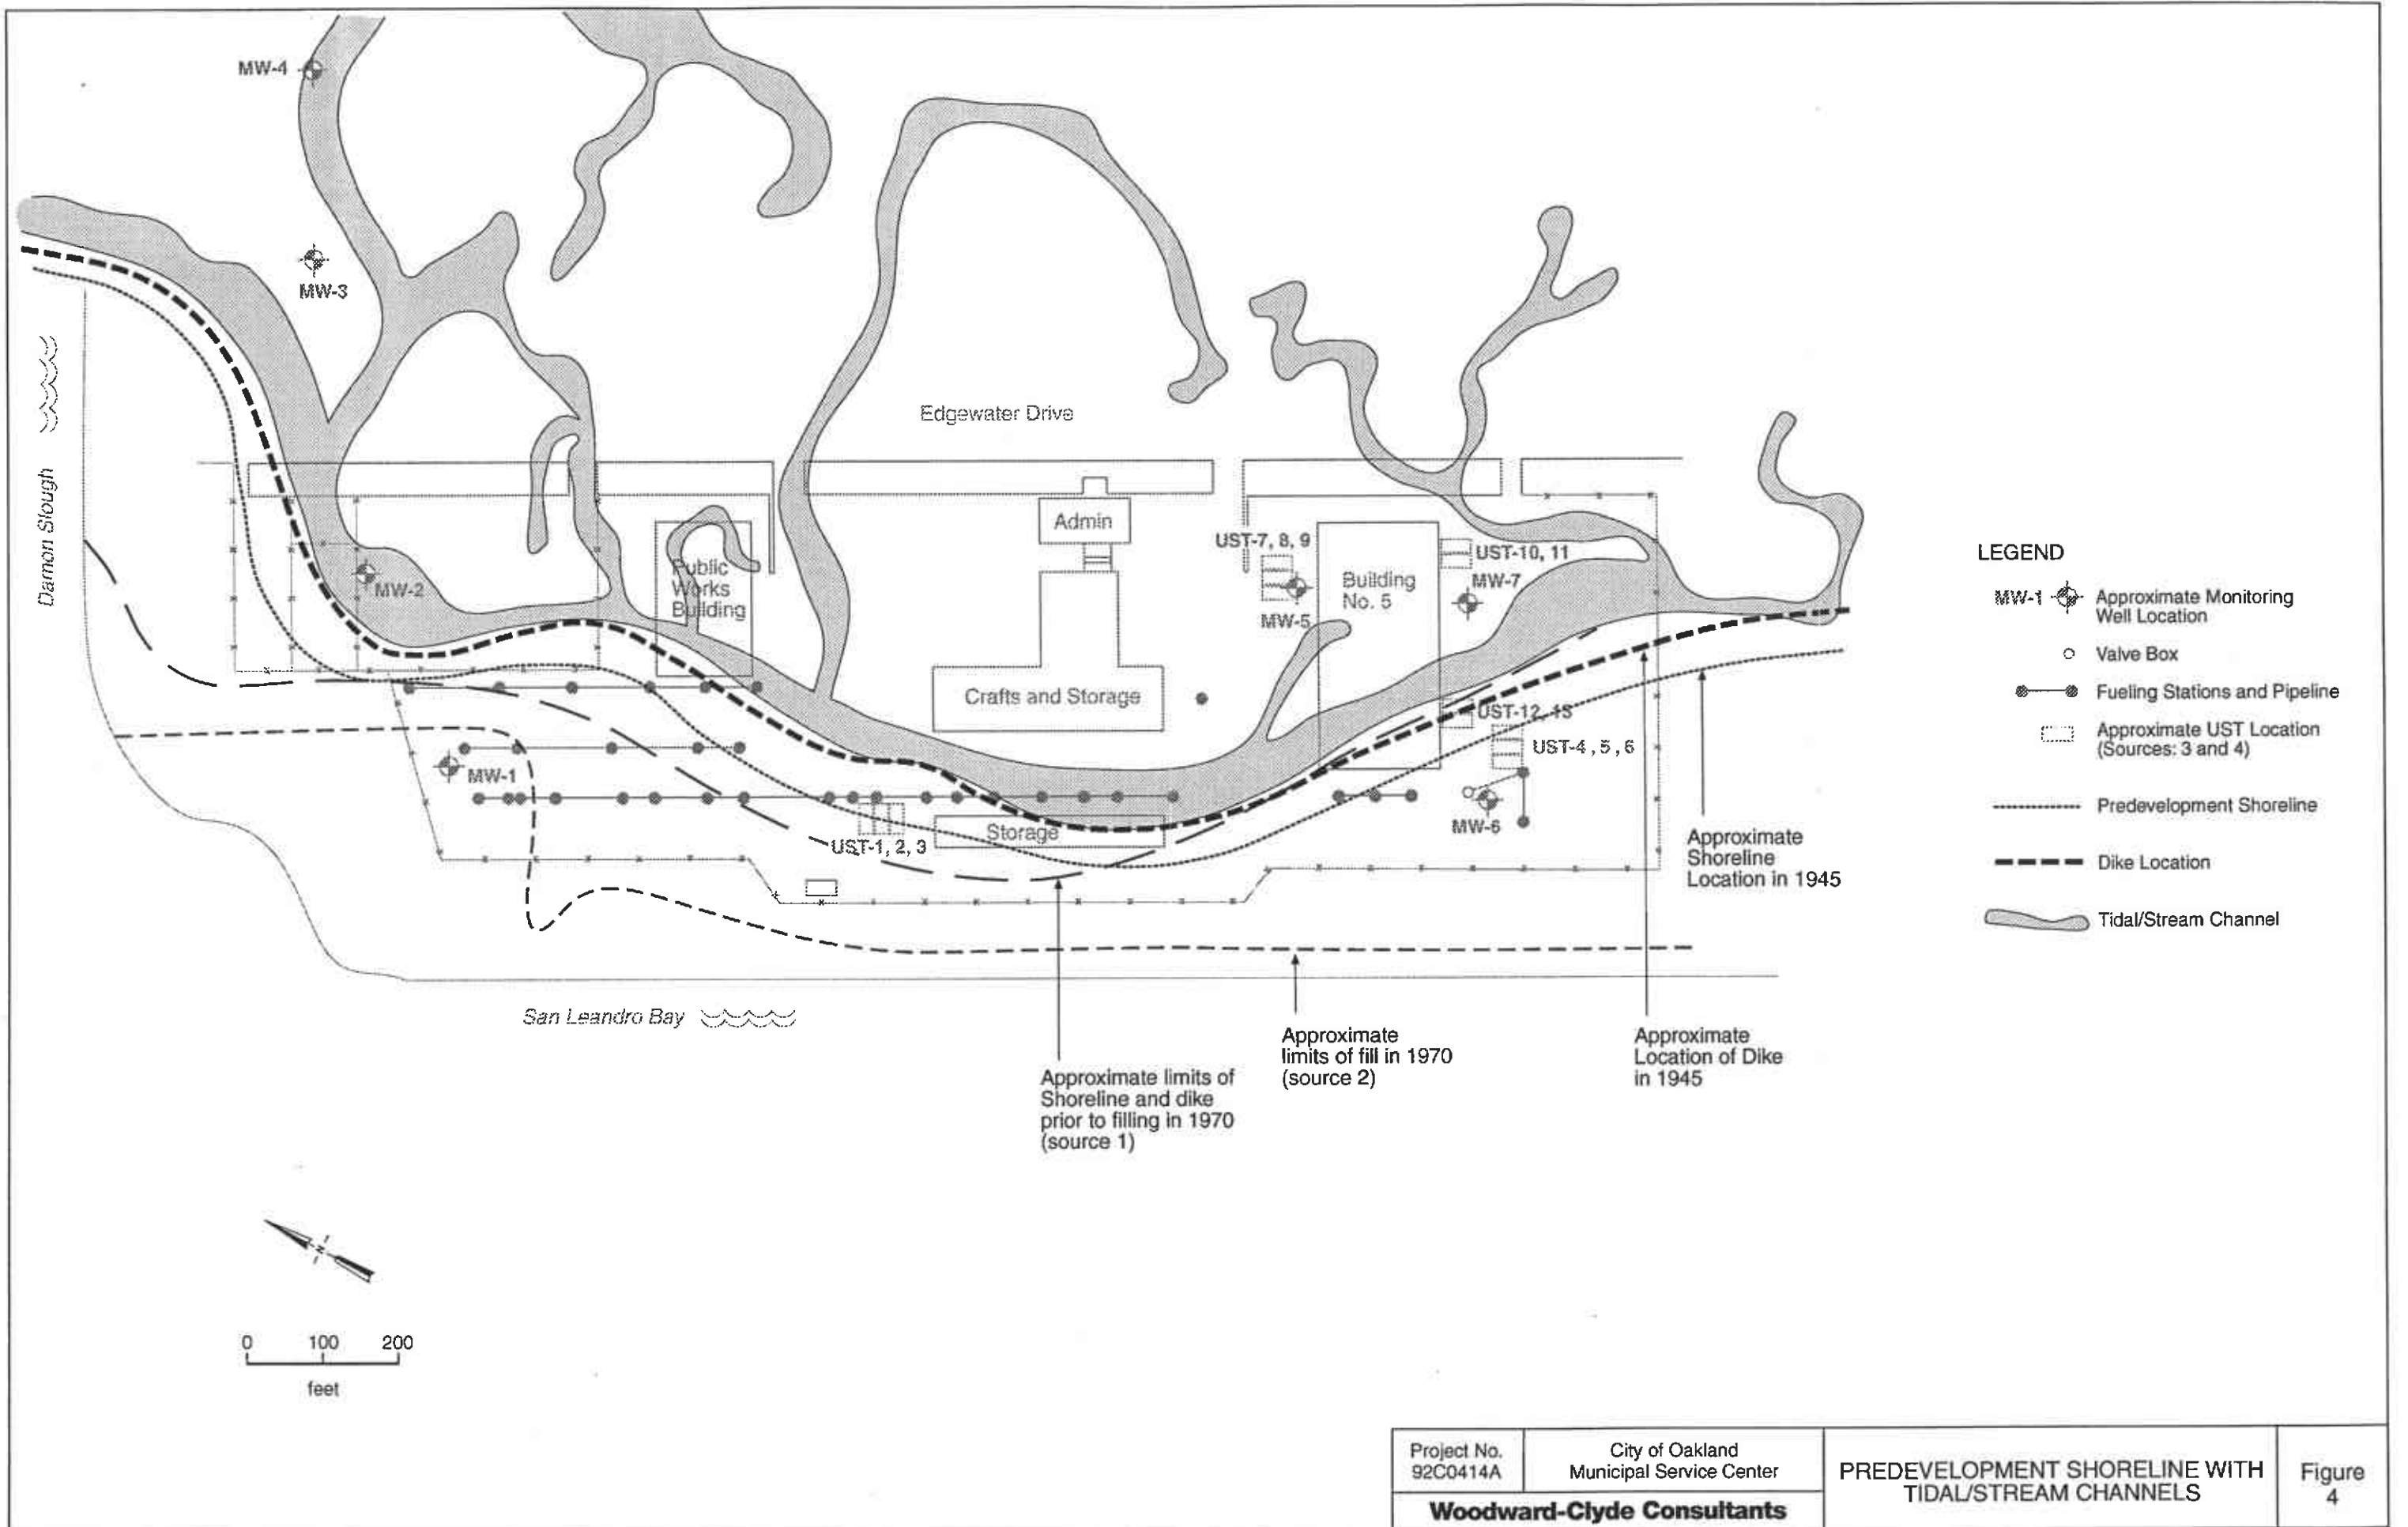 MW-4
MW-3
Edgewater Drive
Damon Slough
Admin
UST-7, 8, 9
UST-10, 11
MW-2
Public
Works
Building
Building
No. 5
MW-7
MW-5
Crafts and Storage
UST-12, 13
UST-4, 5, 6
MW-1
MW-6
Storage
UST-1, 2, 3
San Leandro Bay
Approximate
Shoreline
Location in 1945
Approximate
limits of fill in 1970
(source 2)
Approximate
Location of Dike
in 1945
Approximate limits of
Shoreline and dike
prior to filling in 1970
(source 1)
LEGEND
MW-1
Approximate Monitoring
Well Location
Valve Box
Fueling Stations and Pipeline
Approximate UST Location
(Sources: 3 and 4)
Predevelopment Shoreline
Dike Location
Tidal/Stream Channel
N
0 100 200
feet
Project No.
92C0414A
City of Oakland
Municipal Service Center
Woodward-Clyde Consultants
PREDEVELOPMENT SHORELINE WITH
TIDAL/STREAM CHANNELS
Figure
4